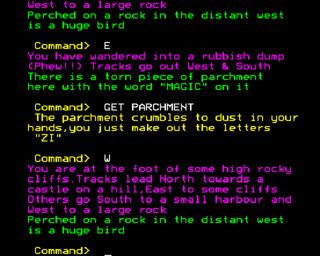 West to a large rock
Perched on a rock in the distant west
is a huge bird
Command> E
You have wandered into a rubbish dump
(Phew!!) Tracks go out West & South
There is a torn piece of parchment
here with the word "MAGIC" on it
Command> GET PARCHMENT
The parchment crumbles to dust in your
hands,you just make out the letters
"ZI"
Command> W
You are at the foot of some high rocky
cliffs.Tracks lead North towards a
castle on a hill,East to some cliffs
Others go South to a small harbour and
West to a large rock
Perched on a rock in the distant west
is a huge bird
Command> _